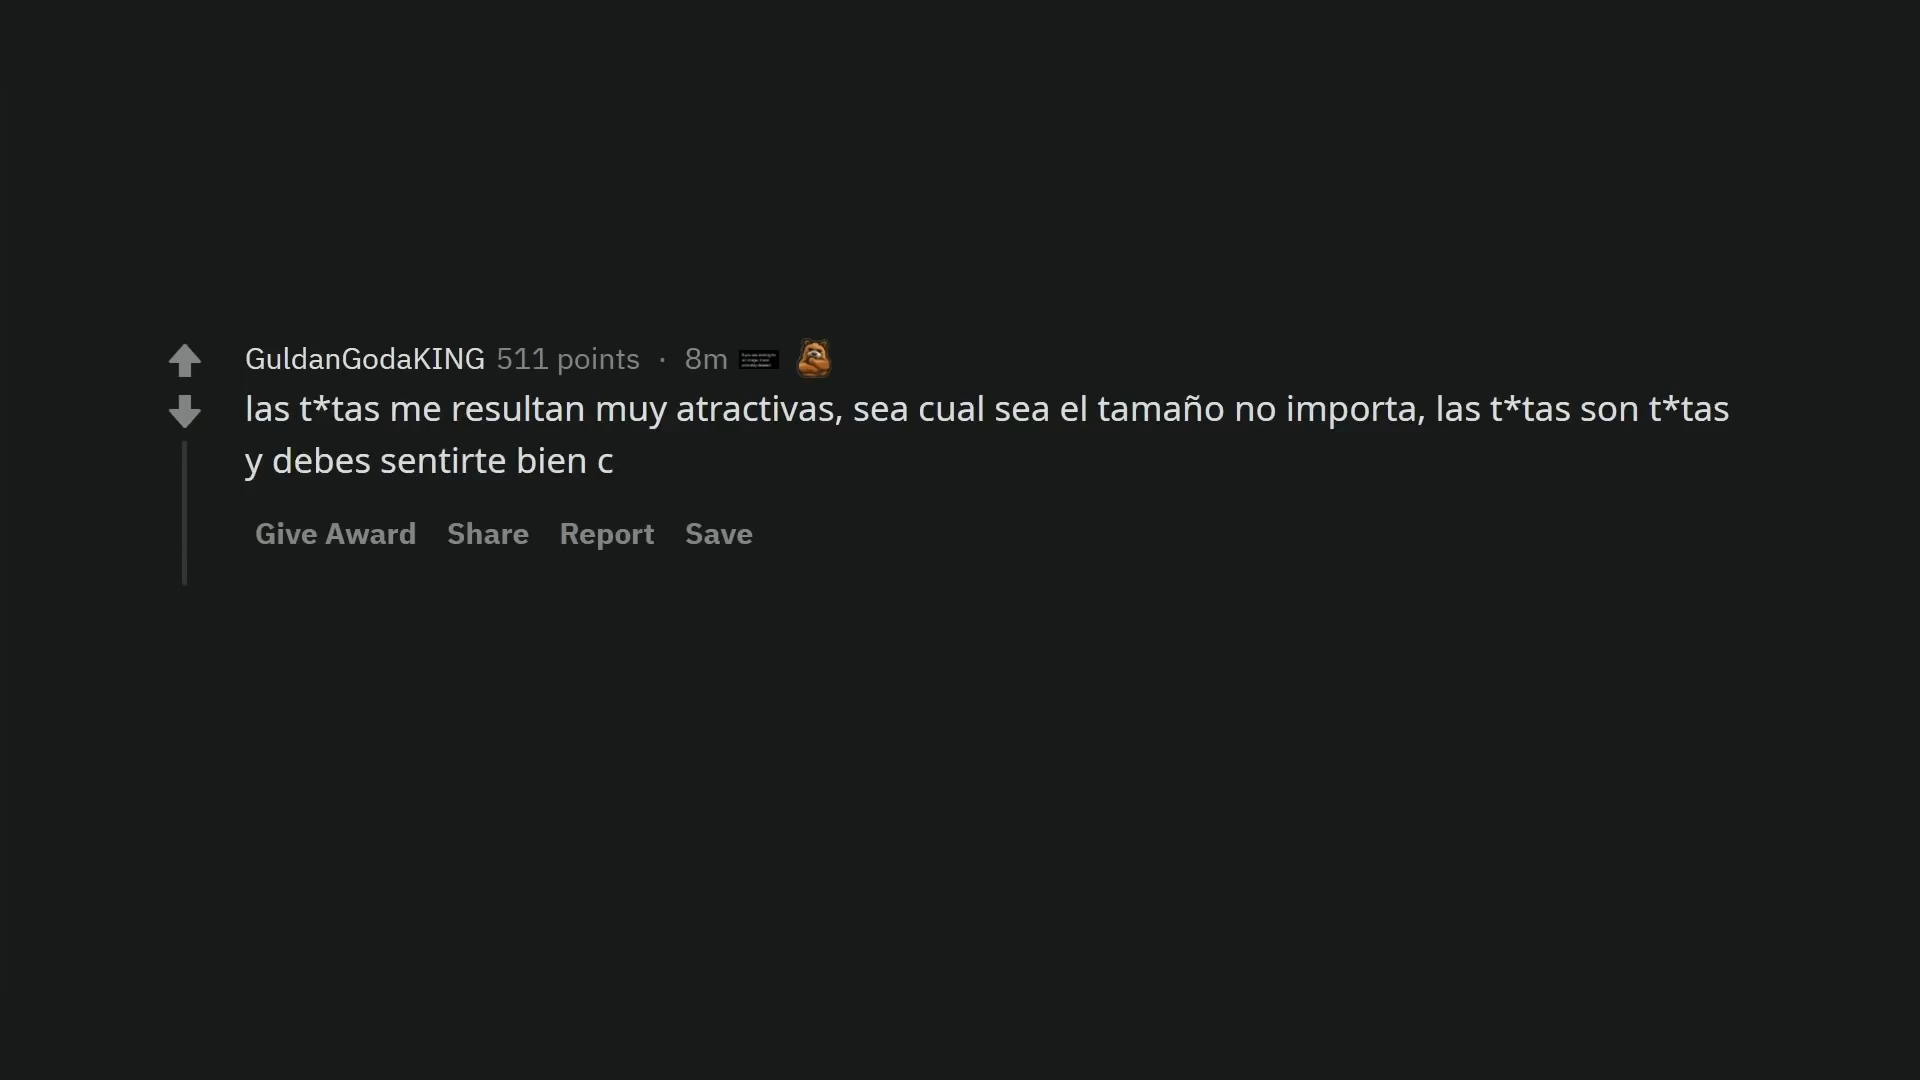 GuldanGodaKING 511 points · 8m
las t*tas me resultan muy atractivas, sea cual sea el tamaño no importa, las t*tas son t*tas
y debes sentirte bien c
Give Award Share Report Save